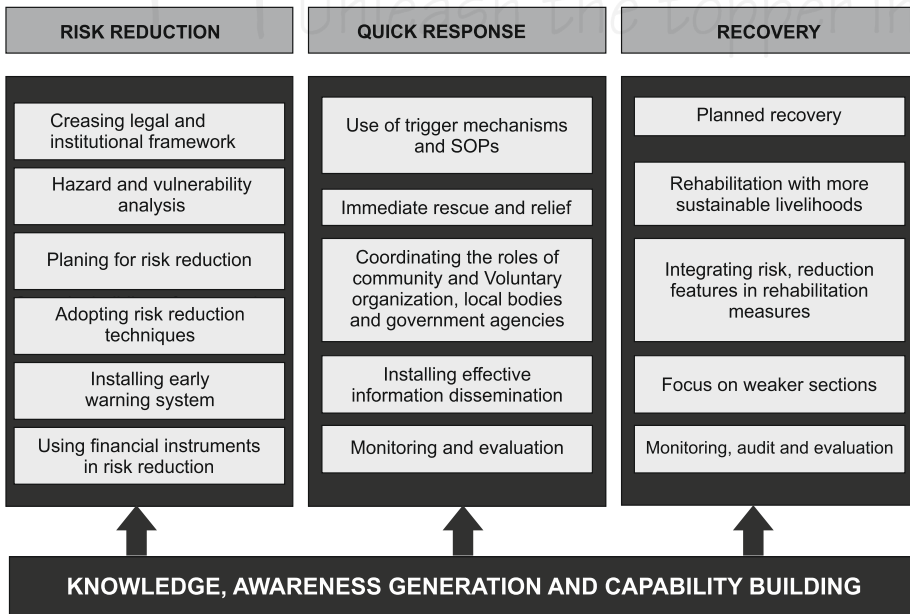 Unleash the topper in
RISK REDUCTION
QUICK RESPONSE
RECOVERY
Creasing legal and
institutional framework
Hazard and vulnerability
analysis
Planing for risk reduction
Adopting risk reduction
techniques
Installing early
warning system
Using financial instruments
in risk reduction
Use of trigger mechanisms
and SOPs
Immediate rescue and relief
Coordinating the roles of
community and Voluntary
organization, local bodies
and government agencies
Installing effective
information dissemination
Monitoring and evaluation
Planned recovery
Rehabilitation with more
sustainable livelihoods
Integrating risk, reduction
features in rehabilitation
measures
Focus on weaker sections
Monitoring, audit and evaluation
KNOWLEDGE, AWARENESS GENERATION AND CAPABILITY BUILDING